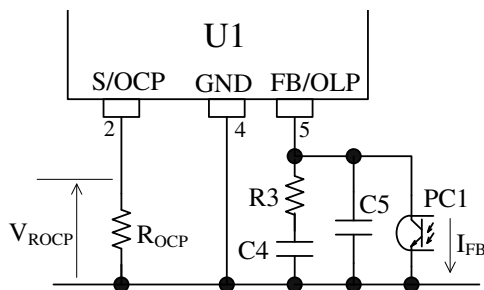 U1
S/OCP GND FB/OLP
2 4 5
R3
C5
PC1
V_ROCP
R_OCP
C4
I_FB